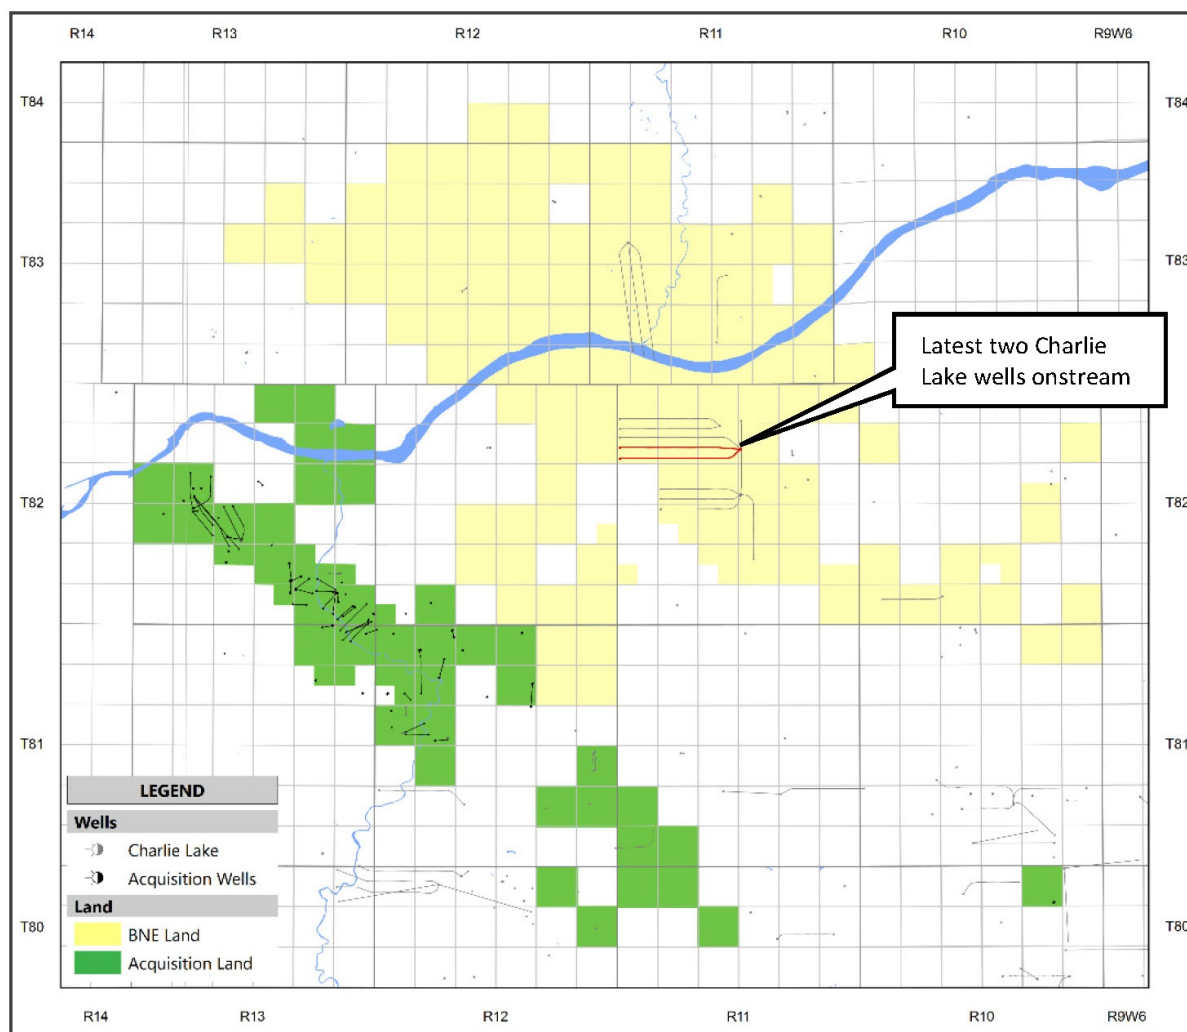 R14 R13 R12 R11 R10 R9W6
T84 T84
T83 T83
Latest two Charlie
Lake wells onstream
T82 T82
T81 T81
LEGEND
Wells
Charlie Lake
Acquisition Wells
Land
T80 T80
BNE Land
Acquisition Land
R14 R13 R12 R11 R10 R9W6